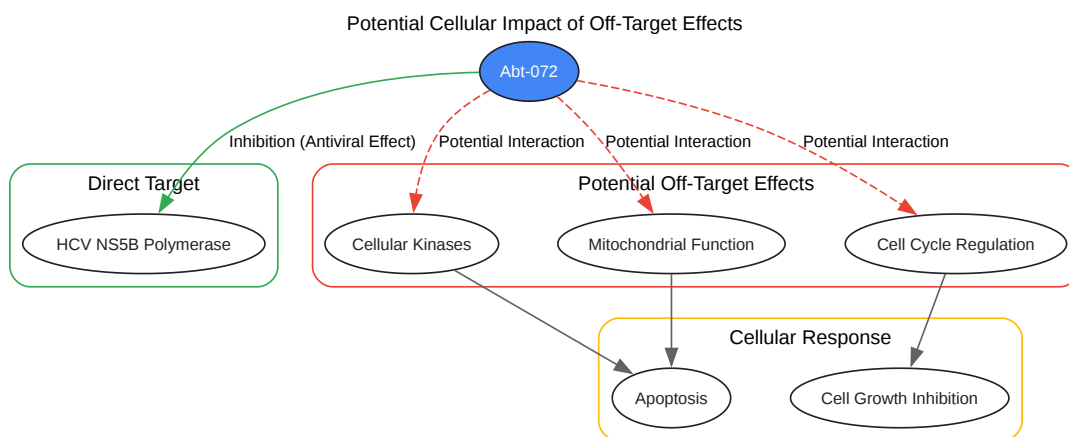 Potential Cellular Impact of Off-Target Effects
Abt-072
Inhibition (Antiviral Effect)
Potential Interaction
Potential Interaction
Potential Interaction
Direct Target
Potential Off-Target Effects
HCV NS5B Polymerase
Cellular Kinases
Mitochondrial Function
Cell Cycle Regulation
Cellular Response
Apoptosis
Cell Growth Inhibition